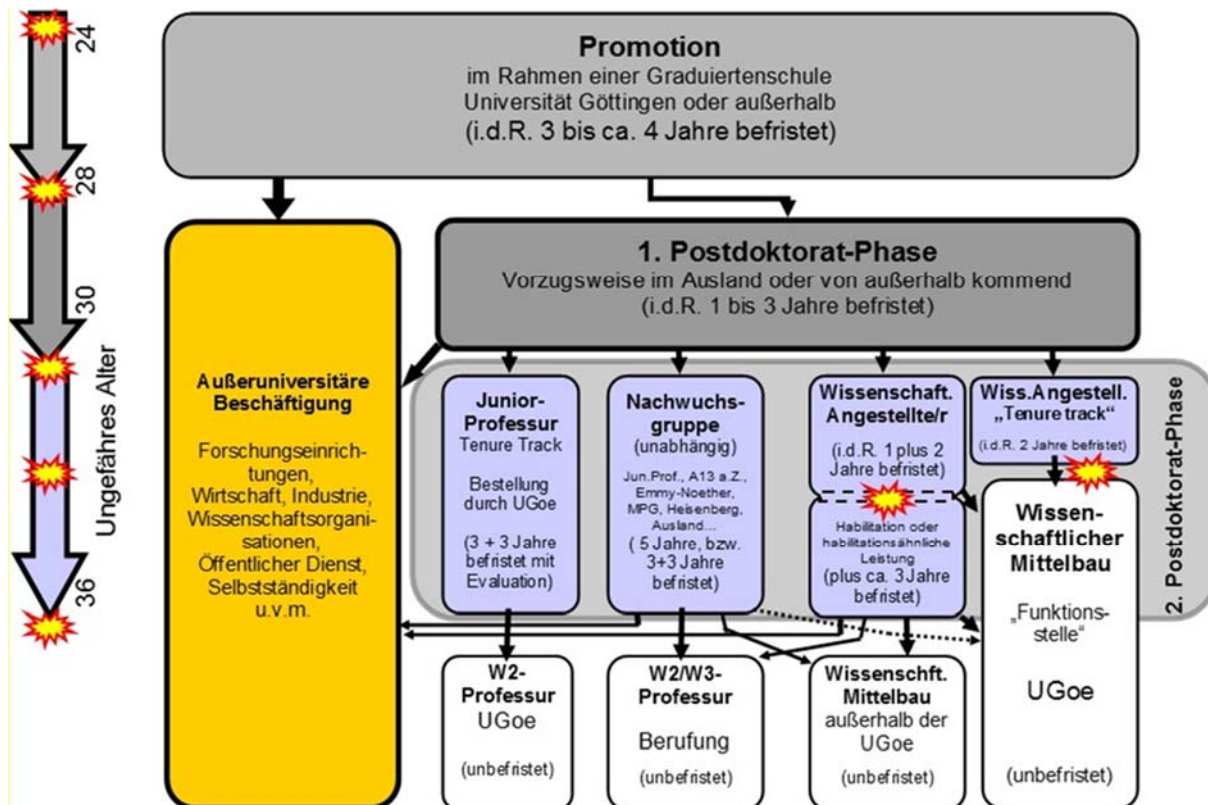 24
28
30
36
Ungefähres Alter
Promotion
im Rahmen einer Graduiertenschule
Universität Göttingen oder außerhalb
(i.d.R. 3 bis ca. 4 Jahre befristet)
1. Postdoktorat-Phase
Vorzugsweise im Ausland oder von außerhalb kommend
(i.d.R. 1 bis 3 Jahre befristet)
Außeruniversitäre
Beschäftigung
Forschungseinrich-
tungen,
Wirtschaft, Industrie,
Wissenschaftsorgani-
sationen,
Öffentlicher Dienst,
Selbstständigkeit
u.v.m.
Junior-
Professur
Tenure Track
Bestellung
durch UGoe
(3 + 3 Jahre
befristet mit
Evaluation)
Nachwuchs-
gruppe
(unabhängig)
Jun.Prof., A13 a.Z.,
Emmy-Noether,
MPG, Heisenberg,
Ausland...
( 5 Jahre, bzw.
3+3 Jahre
befristet)
Wissenschaft.
Angestellte/r
(i.d.R. 1 plus 2
Jahre befristet)
Habilitation oder
habilitationsähnliche
Leistung
(plus ca. 3 Jahre
befristet)
Wiss.Angestell.
„Tenure track“
(i.d.R. 2 Jahre befristet)
2. Postdoktorat-Phase
W2-
Professur
UGoe
(unbefristet)
W2/W3-
Professur
Berufung
(unbefristet)
Wissenschft.
Mittelbau
außerhalb der
UGoe
(unbefristet)
Wissen-
schaftlicher
Mittelbau
„Funktions-
stelle“
UGoe
(unbefristet)